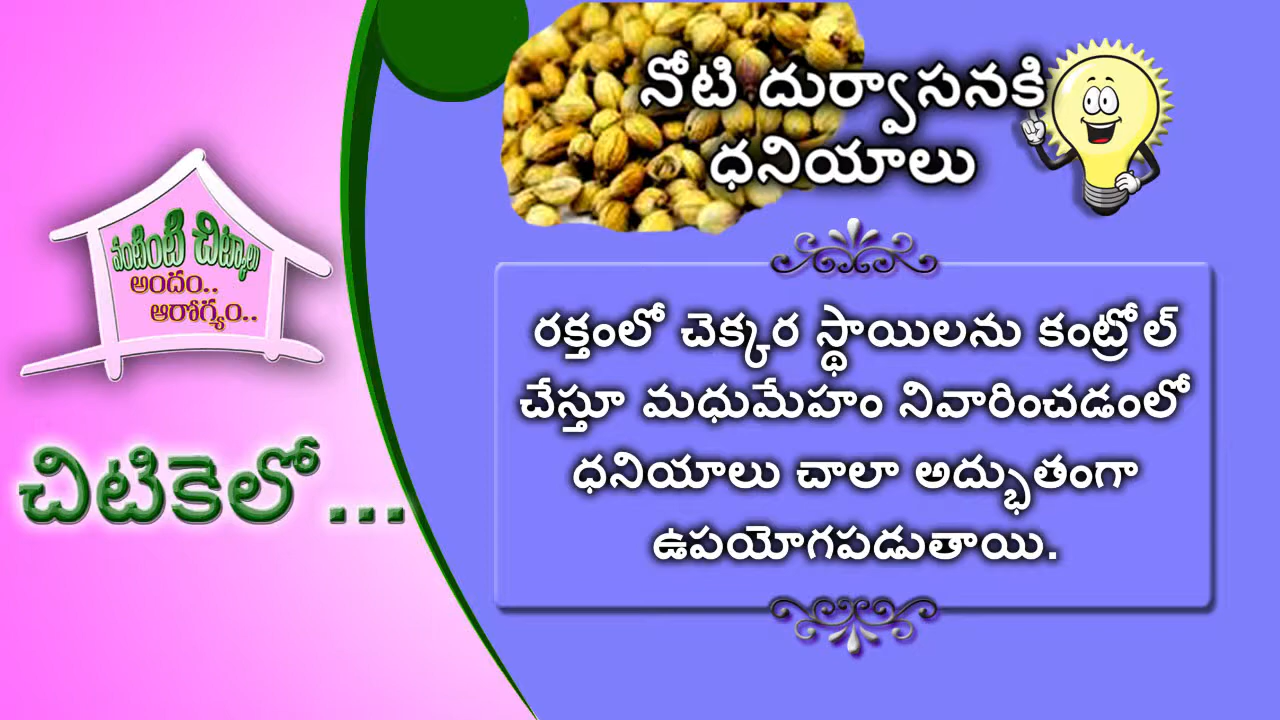 నోటి దుర్వాసనకి
ధనియాలు
వంటింటి చిట్కాలు
అందం..
ఆరోగ్యం..
చిటికెలో ...
రక్తంలో చెక్కర స్థాయిలను కంట్రోల్
చేస్తూ మధుమేహం నివారించడంలో
ధనియాలు చాలా అద్భుతంగా
ఉపయోగపడుతాయి.